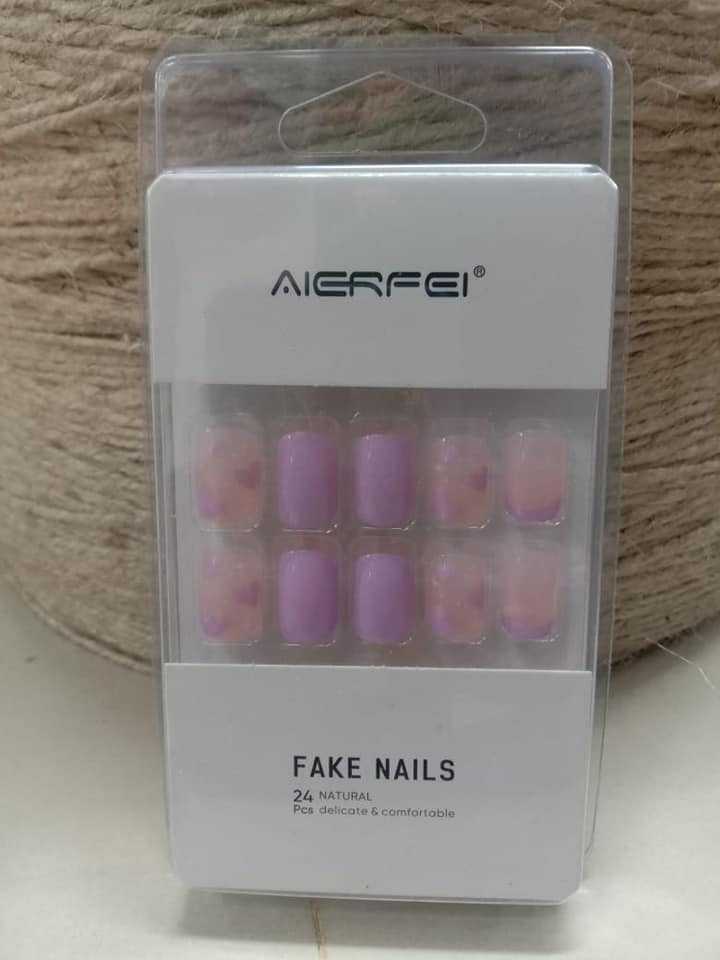 AIERFEI®
FAKE NAILS
24 NATURAL
Pcs delicate & comfortable